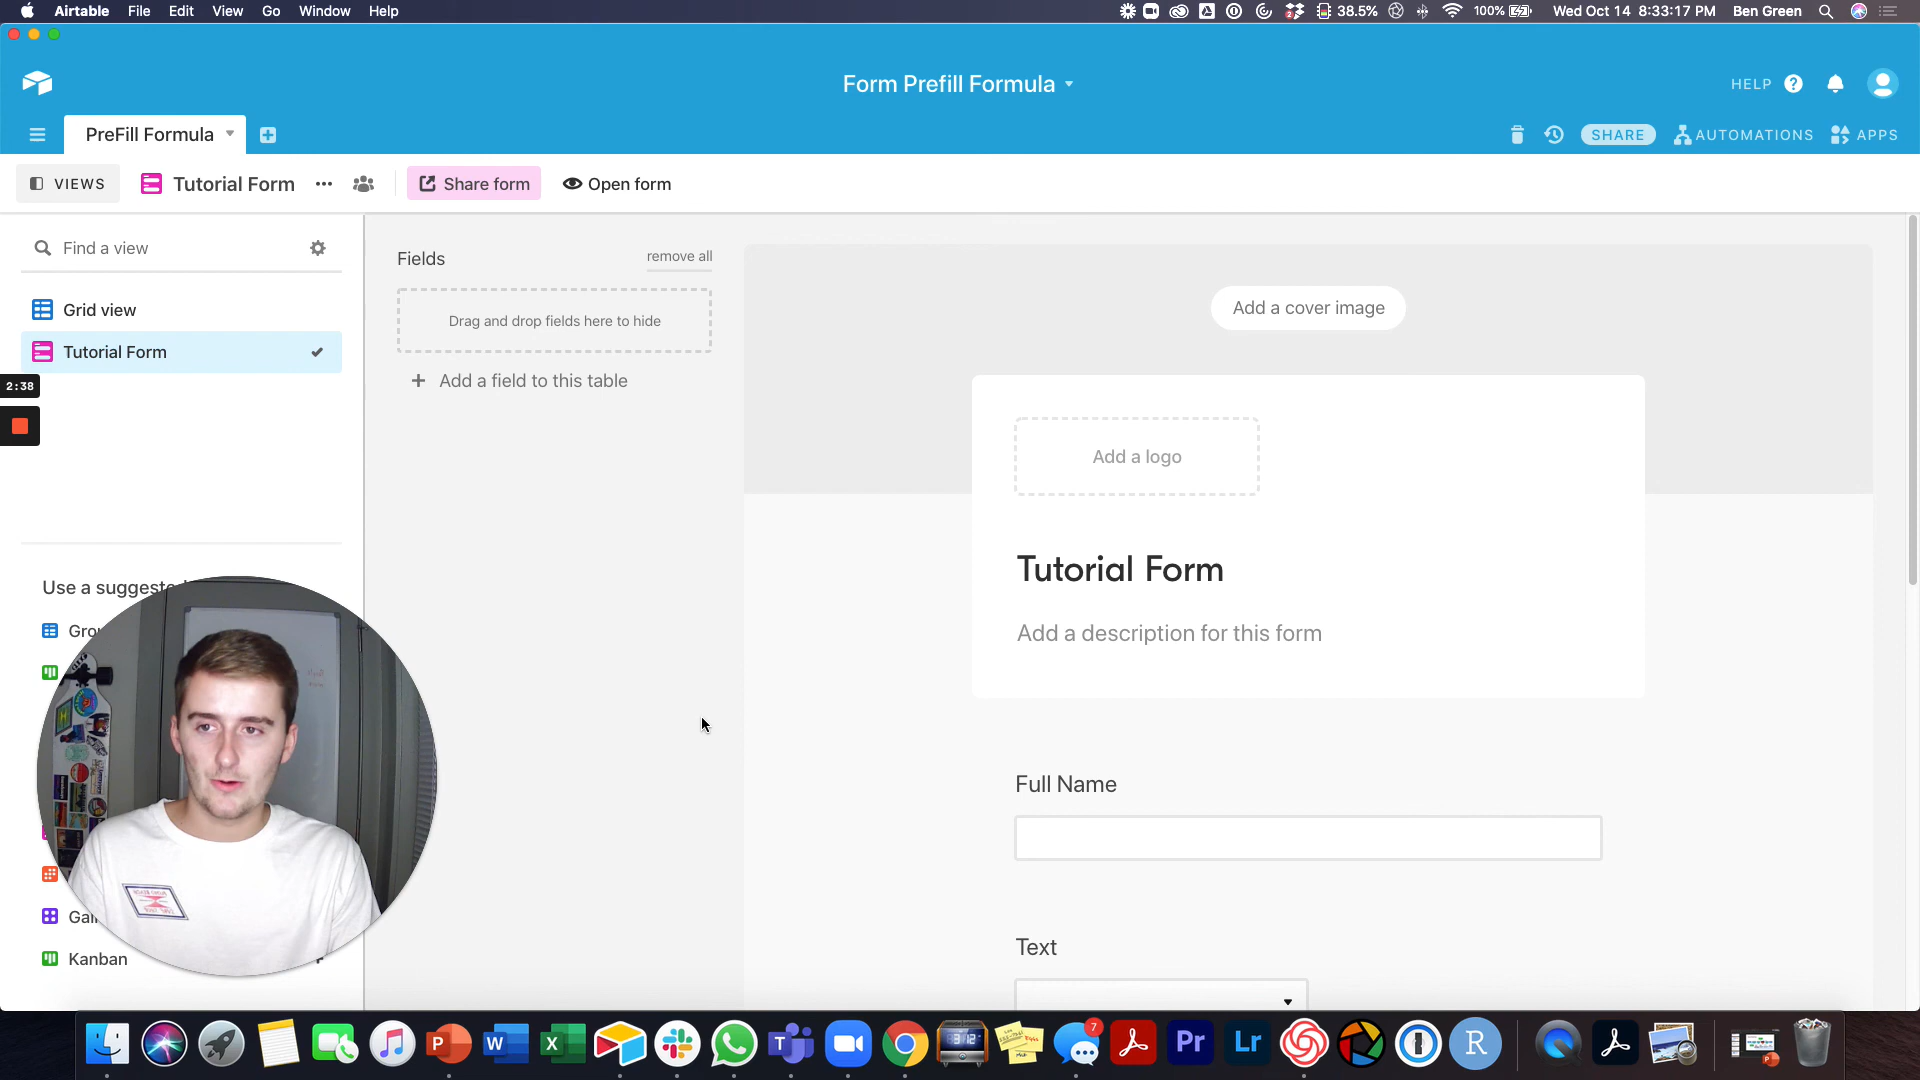 Airtable File Edit View Go Window Help 38.5% 100% Wed Oct 14 8:33:17 PM Ben Green
Form Prefill Formula
HELP
PreFill Formula
SHARE AUTOMATIONS APPS
VIEWS Tutorial Form Share form Open form
Find a view
Fields remove all
Add a cover image
Grid view
Drag and drop fields here to hide
Tutorial Form
2:38
Add a field to this table
Add a logo
Tutorial Form
Use a
Add a description for this form
Full Name
Text
Kanban
7